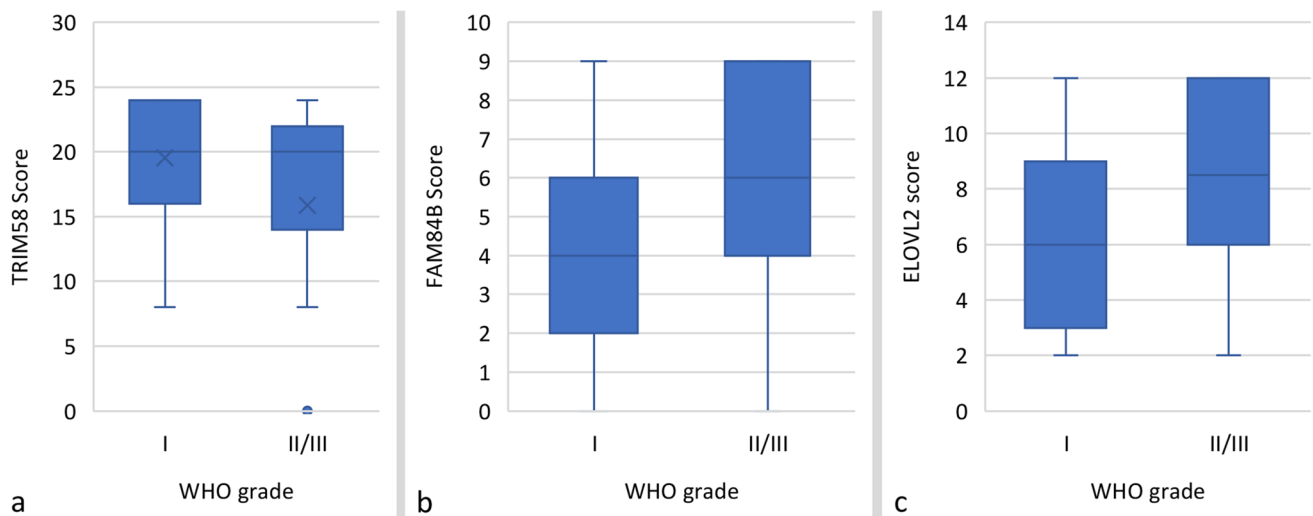 TRIM58 Score
30
25
20
15
10
5
0
I II/III
WHO grade
a
FAM84B Score
10
9
8
7
6
5
4
3
2
1
0
I II/III
WHO grade
b
ELOVL2 score
14
12
10
8
6
4
2
0
I II/III
WHO grade
c